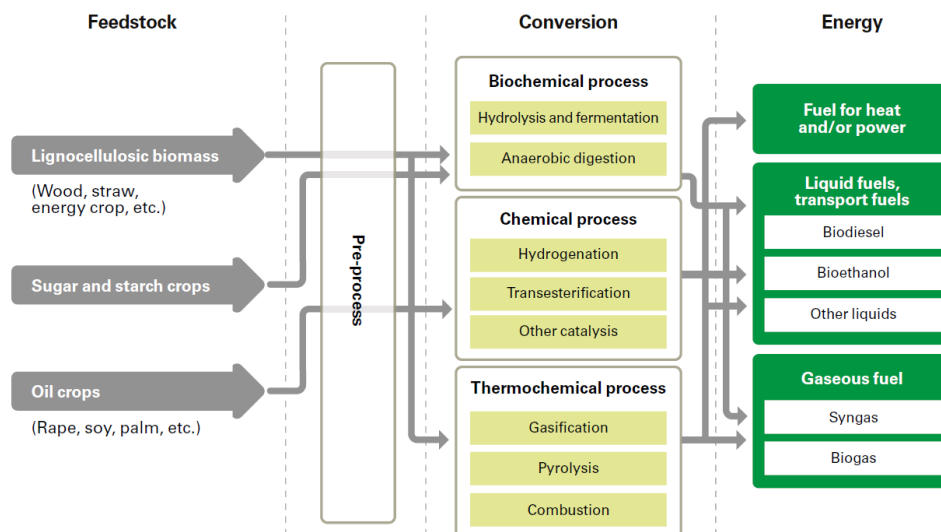 Feedstock
Conversion
Energy
Lignocellulosic biomass
(Wood, straw,
energy crop, etc.)
Sugar and starch crops
Oil crops
(Rape, soy, palm, etc.)
Pre-process
Biochemical process
Hydrolysis and fermentation
Anaerobic digestion
Chemical process
Hydrogenation
Transesterification
Other catalysis
Thermochemical process
Gasification
Pyrolysis
Combustion
Fuel for heat
and/or power
Liquid fuels,
transport fuels
Biodiesel
Bioethanol
Other liquids
Gaseous fuel
Syngas
Biogas